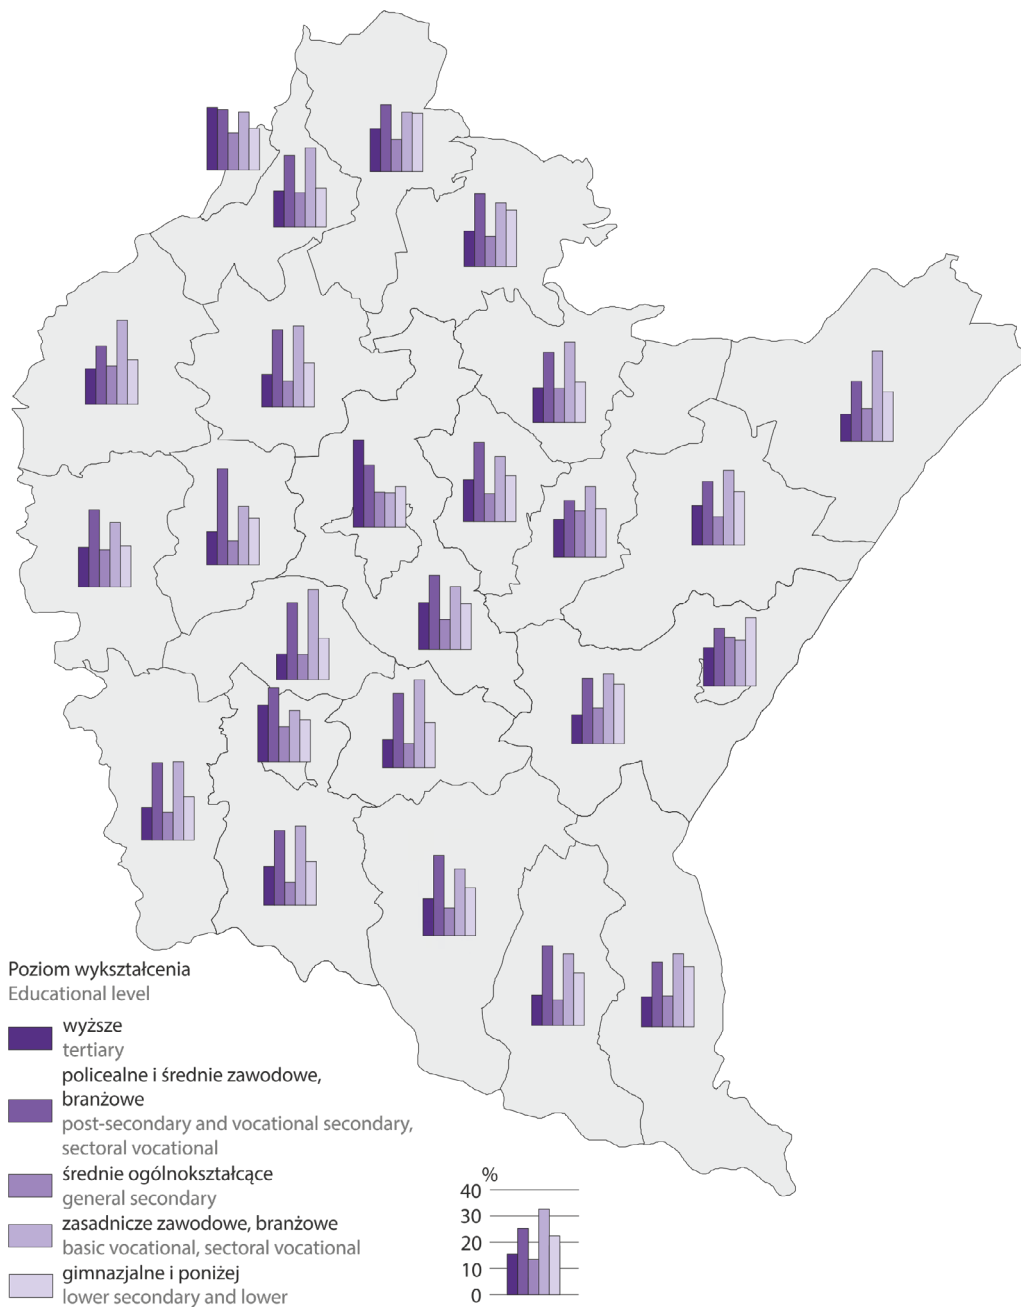 Poziom wykształcenia
Educational level
wyższe
tertiary
policealne i średnie zawodowe,
branżowe
post-secondary and vocational secondary,
sectoral vocational
średnie ogólnokształcące
general secondary
zasadnicze zawodowe, branżowe
basic vocational, sectoral vocational
gimnazjalne i poniżej
lower secondary and lower
%
40
30
20
10
0